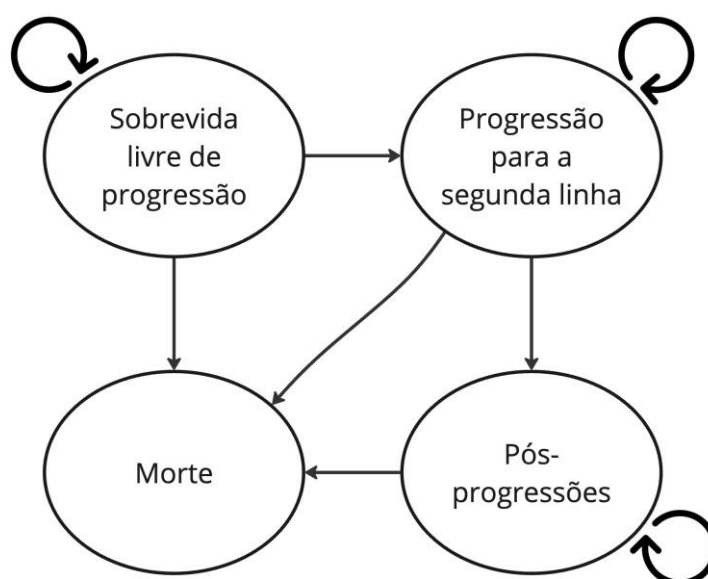 Sobrevida
livre de
progressão
Progressão
para a
segunda linha
Morte
Pós-
progressões